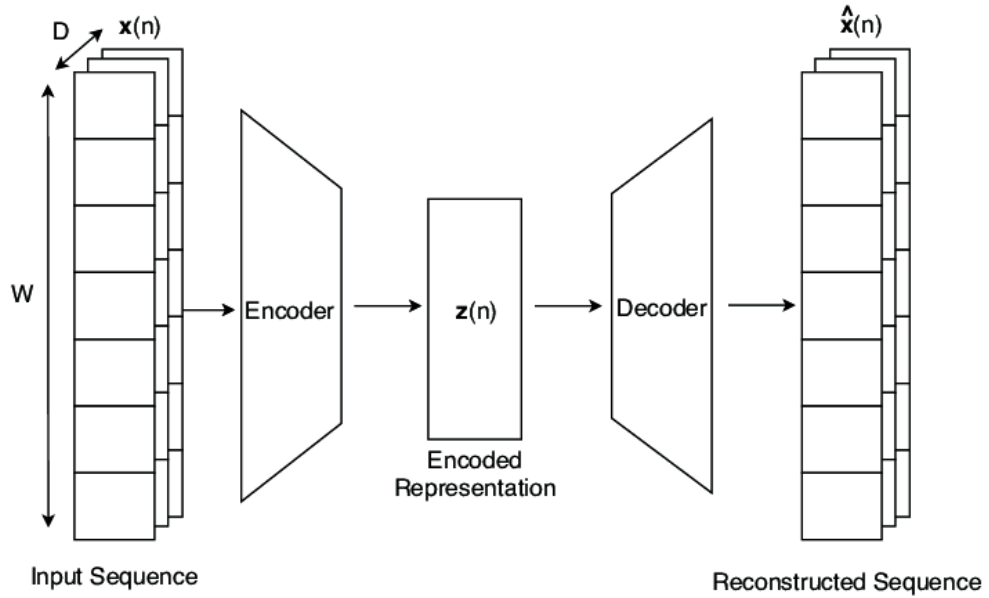 D
x(n)
x̂(n)
W
Encoder
z(n)
Decoder
Encoded
Representation
Input Sequence
Reconstructed Sequence